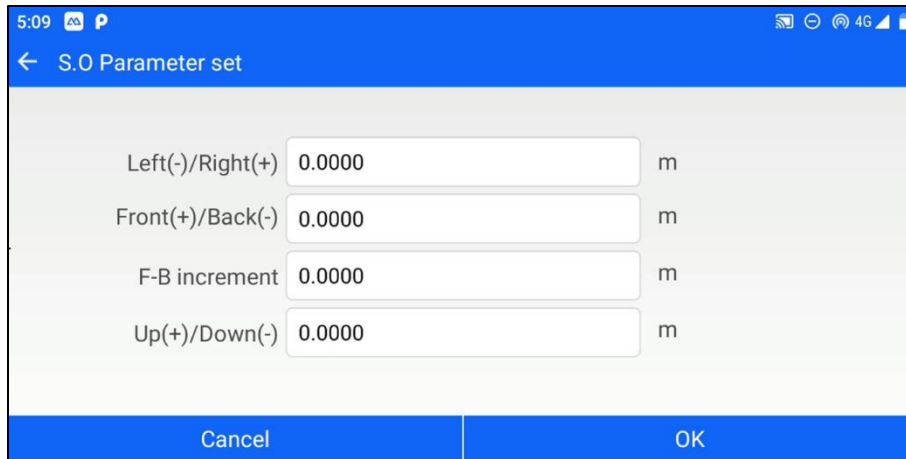 5:09 P 4G
← S.O Parameter set
Left(-)/Right(+) 0.0000 m
Front(+)/Back(-) 0.0000 m
F-B increment 0.0000 m
Up(+)/Down(-) 0.0000 m
Cancel OK